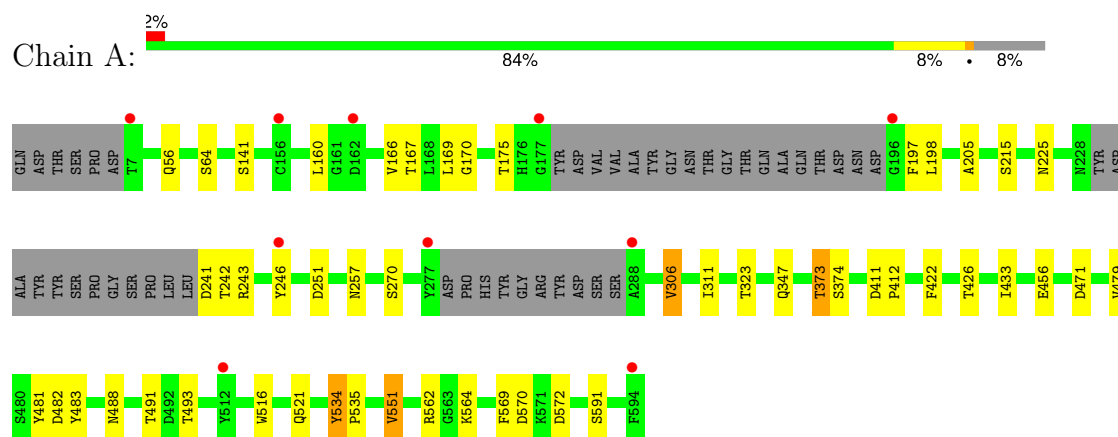 2%
Chain A:
84% 8% • 8%
GLN ASP THR SER PRO ASP T7 Q56 S64 S141 C156 L160 G161 D162 V166 T167 L168 L169 G170 T175 H176 G177 TYR ASP VAL VAL ALA TYR GLY ASN THR GLY THR GLN ALA GLN THR ASP ASN ASP G196 F197 L198 A205 S215 N225 N228 TYR ASP
ALA TYR TYR SER PRO GLY SER PRO LEU LEU D241 T242 R243 Y246 D251 N257 S270 Y277 ASP PRO HIS TYR GLY ARG TYR ASP SER SER A288 V306 I311 T323 Q347 T373 S374 D411 P412 F422 T426 I433 E456 D471 V479
S480 Y481 D482 Y483 N488 T491 D492 T493 Y512 W516 Q521 Y534 P535 V551 R562 G563 K564 F569 D570 K571 D572 S591 F594